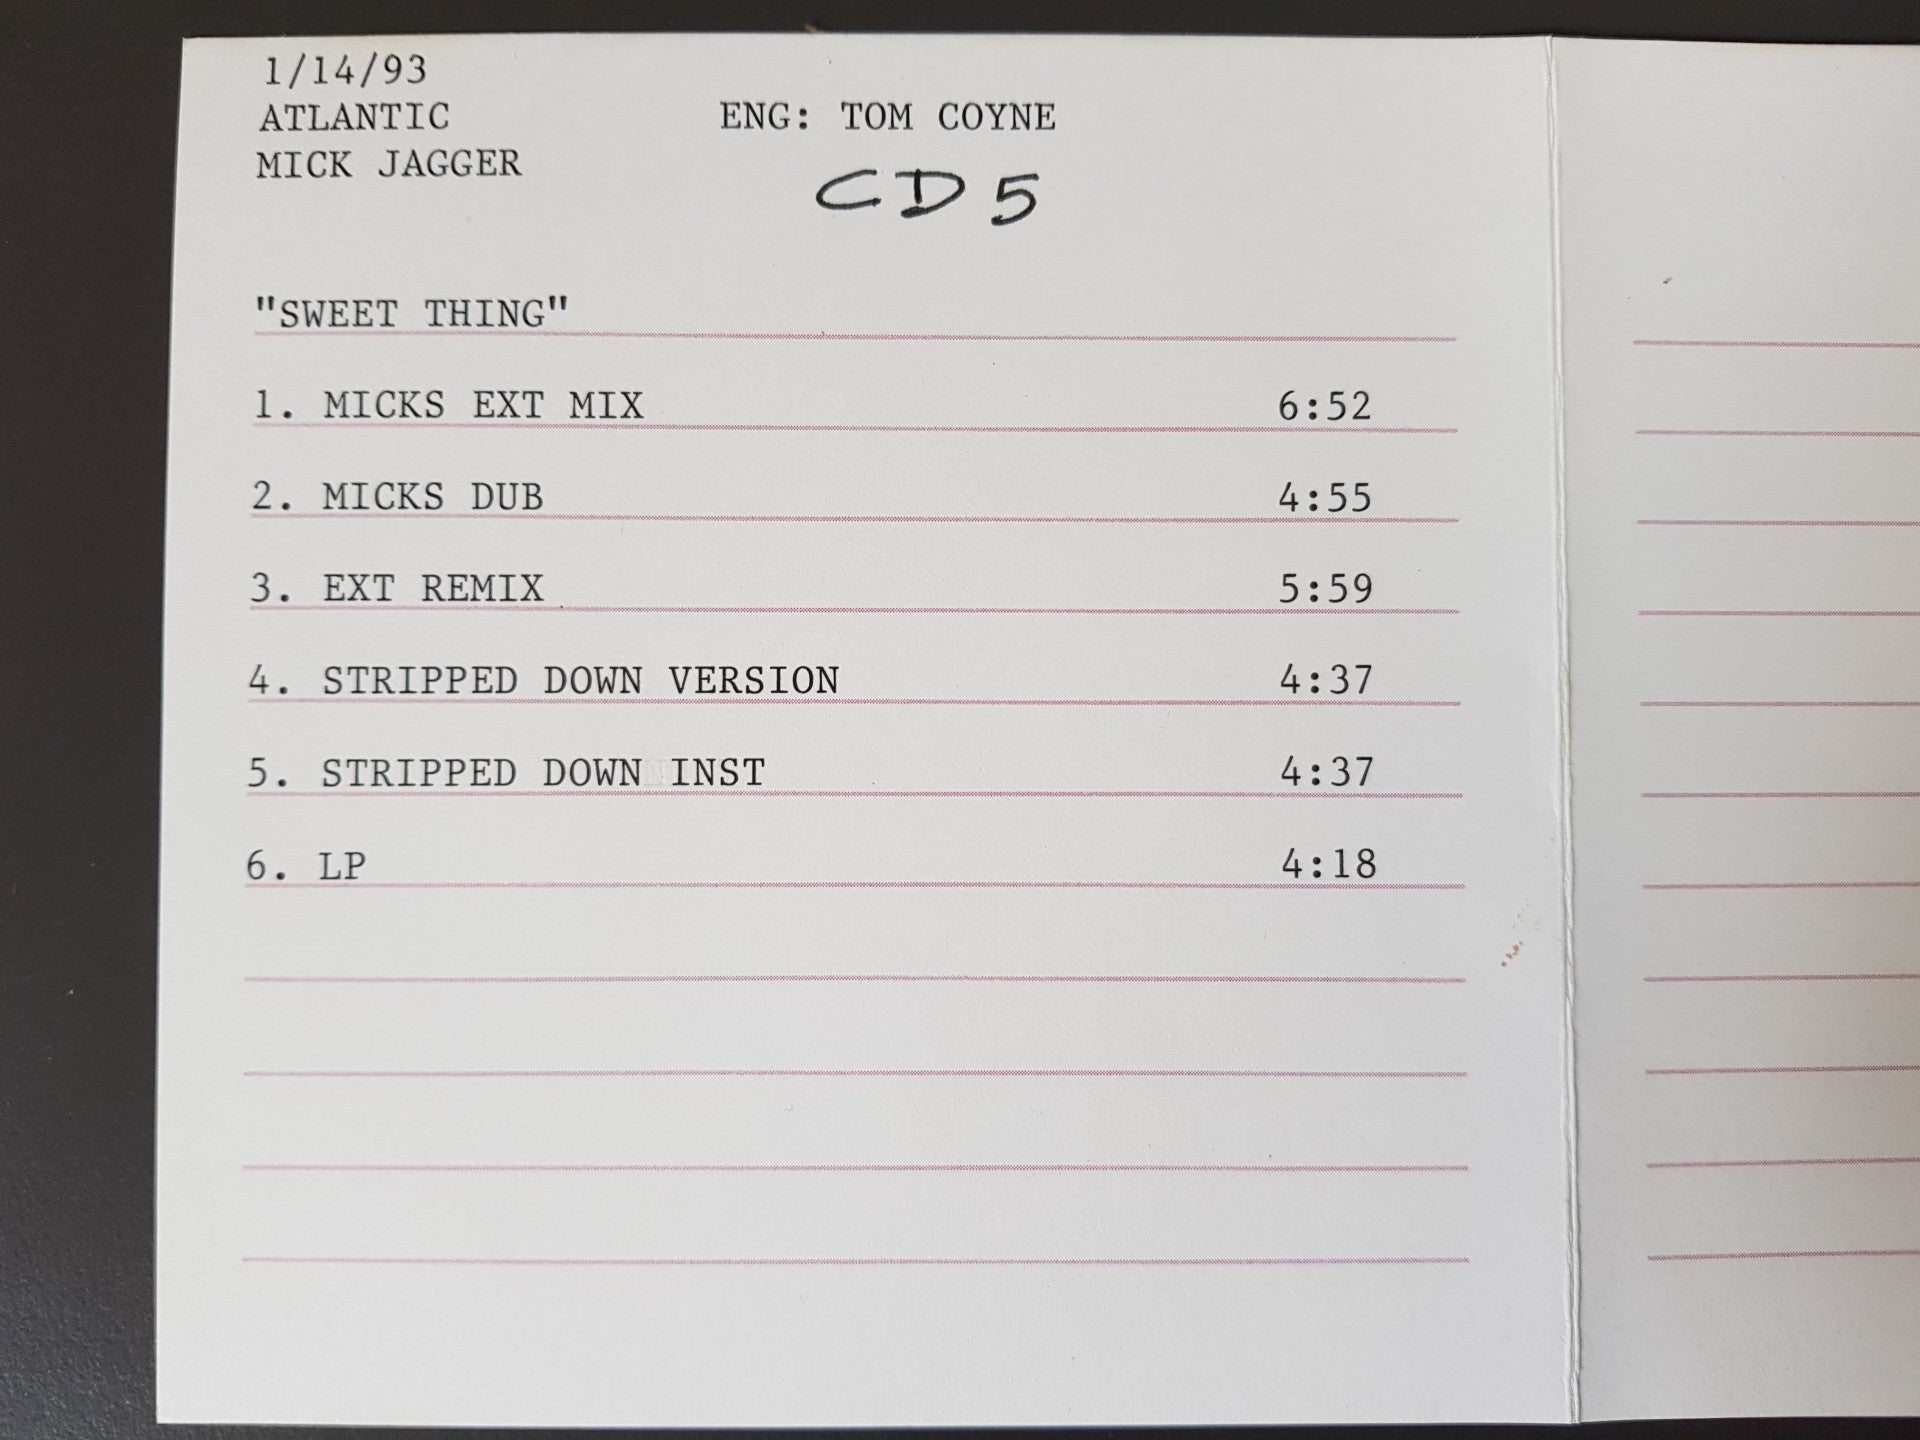 1/14/93
ATLANTIC ENG: TOM COYNE
MICK JAGGER
CD5
"SWEET THING"
1. MICKS EXT MIX 6:52
2. MICKS DUB 4:55
3. EXT REMIX 5:59
4. STRIPPED DOWN VERSION 4:37
5. STRIPPED DOWN INST 4:37
6. LP 4:18